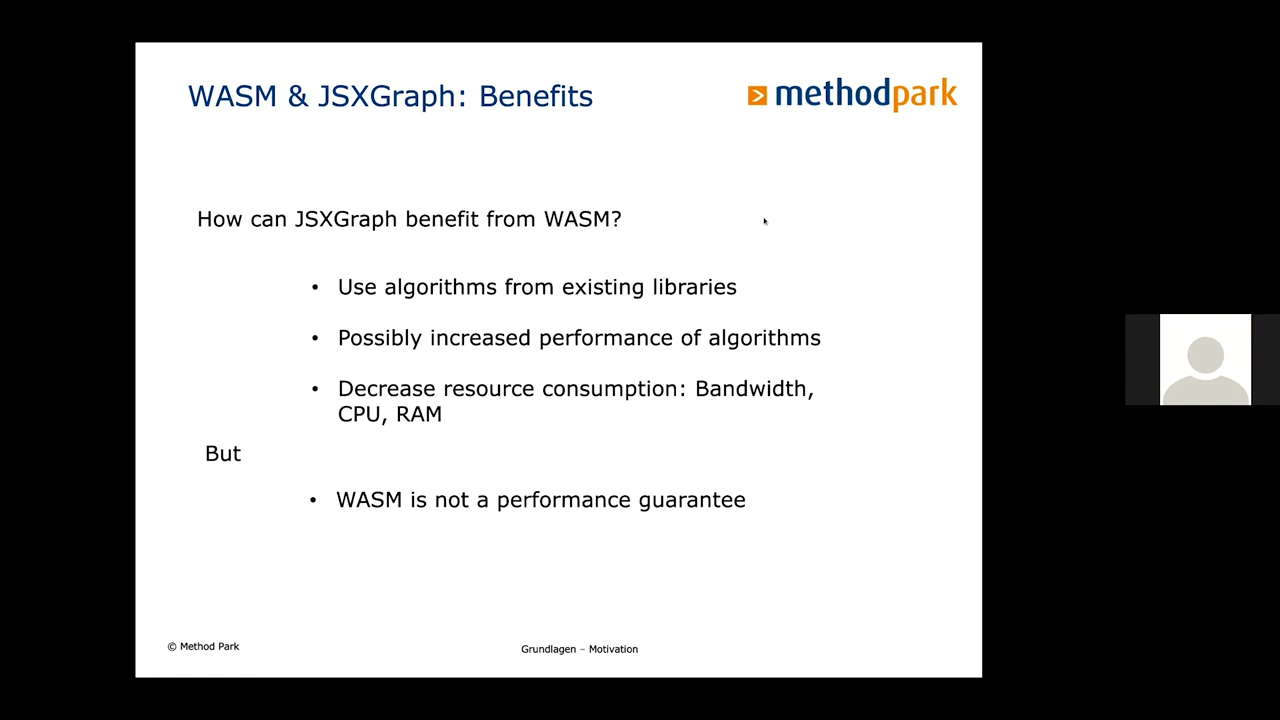 WASM & JSXGraph: Benefits
methodpark
How can JSXGraph benefit from WASM?
• Use algorithms from existing libraries
• Possibly increased performance of algorithms
• Decrease resource consumption: Bandwidth,
CPU, RAM
But
• WASM is not a performance guarantee
© Method Park
Grundlagen – Motivation